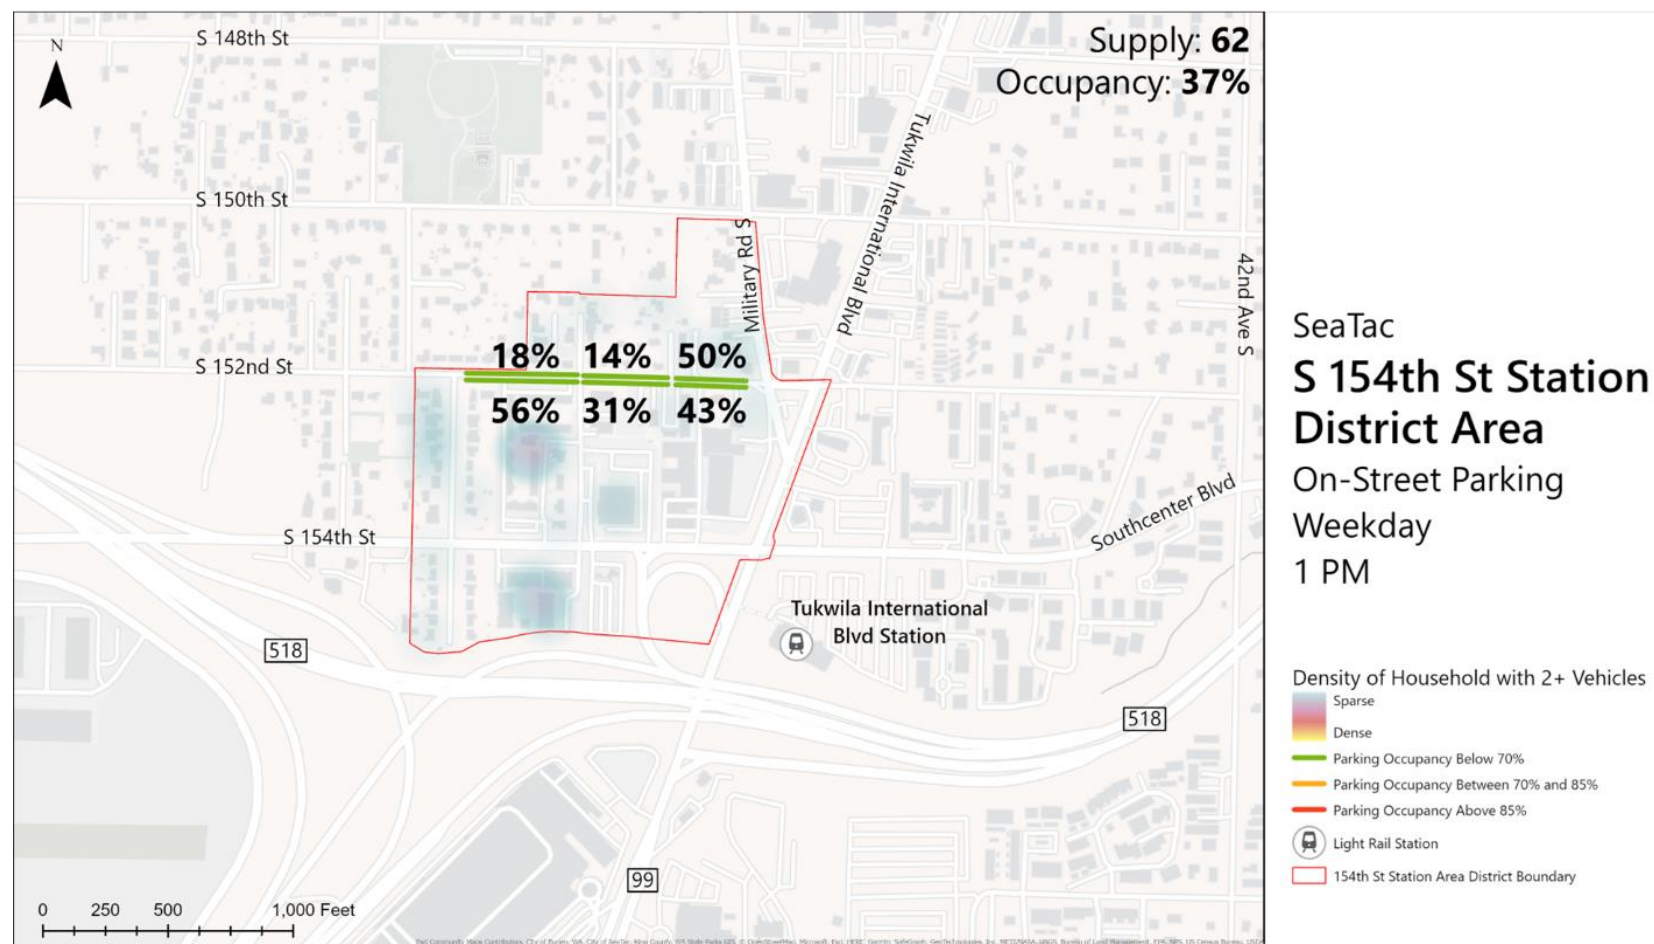 N
S 148th St
Supply: 62
Occupancy: 37%
Tukwila International Blvd
S 150th St
Military Rd S
42nd Ave S
S 152nd St
18% 14% 50%
56% 31% 43%
Southcenter Blvd
S 154th St
Tukwila International
Blvd Station
518
518
99
0 250 500 1,000 Feet
SeaTac
S 154th St Station
District Area
On-Street Parking
Weekday
1 PM
Density of Household with 2+ Vehicles
Sparse
Dense
Parking Occupancy Below 70%
Parking Occupancy Between 70% and 85%
Parking Occupancy Above 85%
Light Rail Station
154th St Station Area District Boundary